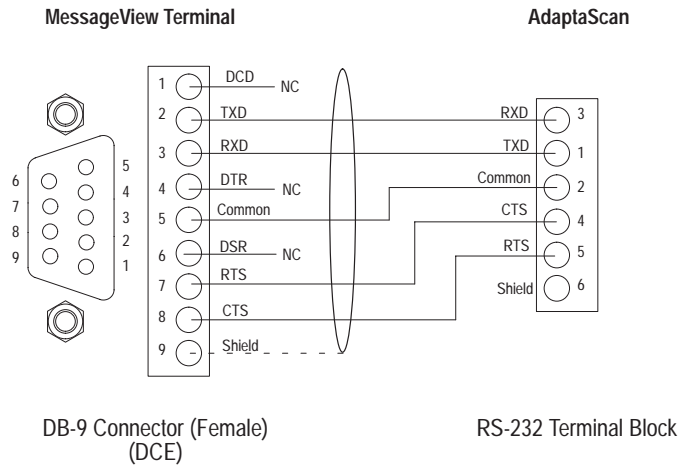 MessageView Terminal
AdaptaScan
1 DCD NC
2 TXD RXD 3
3 RXD TXD 1
4 DTR NC
5 Common Common 2
6 DSR NC
7 RTS CTS 4
8 CTS RTS 5
9 Shield Shield 6
5
6
4
7
3
8
2
9
1
DB-9 Connector (Female)
(DCE)
RS-232 Terminal Block